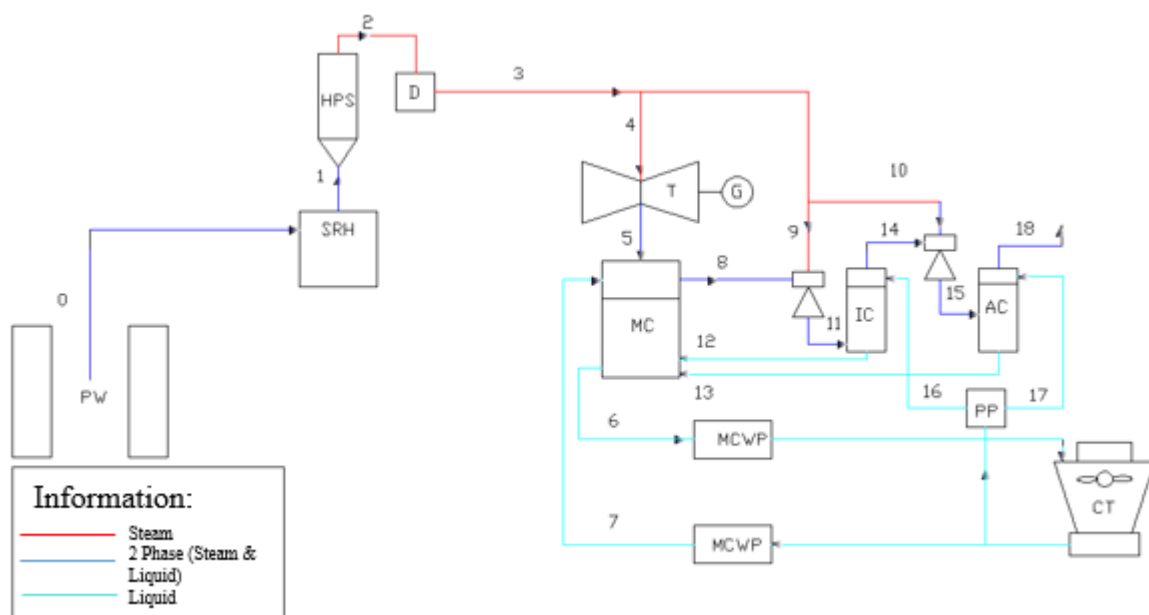 2
HPS
D
3
1
SRH
4
T
G
10
5
9
14
18
8
0
MC
11
IC
15
AC
12
PW
13
16
17
PP
6
MCWP
CT
7
MCWP
Information:
Steam
2 Phase (Steam &
Liquid)
Liquid